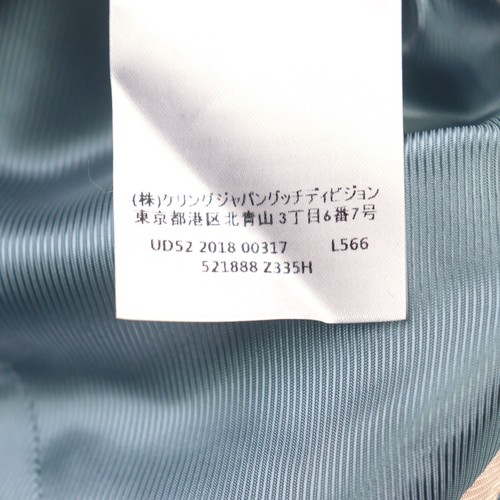 (株)ケリングジャパングッチディビジョン
東京都港区北青山3丁目6番7号
UD52 2018 00317 L566
521888 Z335H